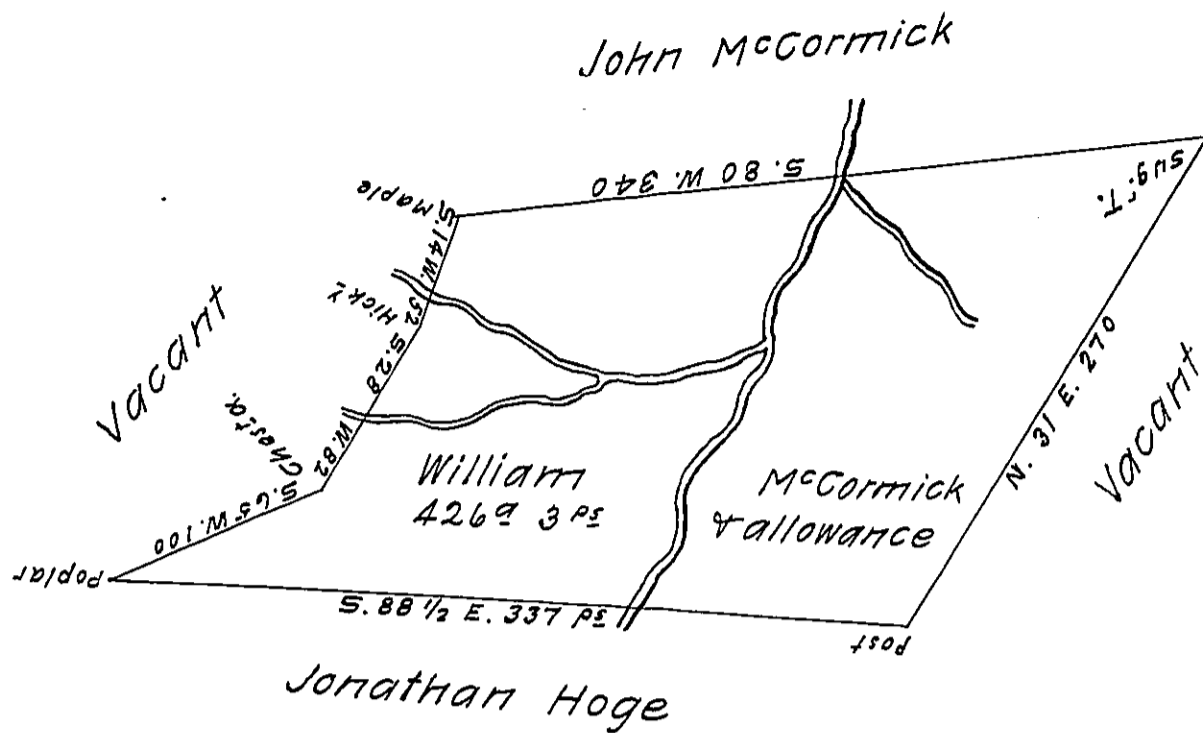 John McCormick
S. 80 W. 340
Sug.r T.
S. Maple
S. 14 W. 52
Hick.y
S. 28 W. 82
Vacant
Chest.
S. 65 W. 100
Poplar
William
426a 3 ps
McCormick
& allowance
N. 31 E. 270
Vacant
S. 88 1/2 E. 337 ps
Post
Jonathan Hoge